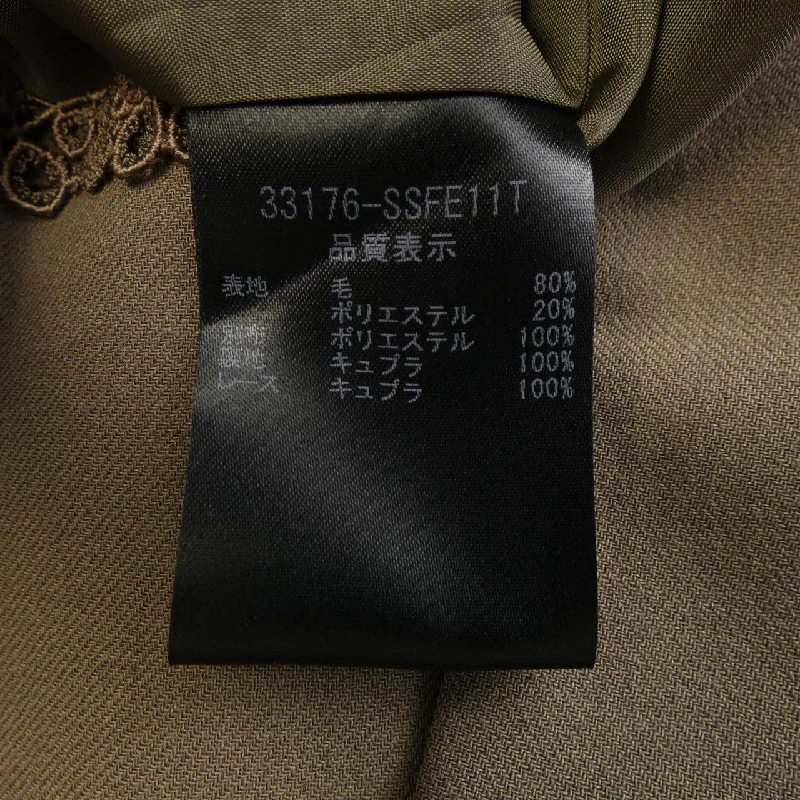 33176-SSFE11T
品質表示
表地 毛 80%
ポリエステル 20%
別布 ポリエステル 100%
裏地 キュプラ 100%
レース キュプラ 100%